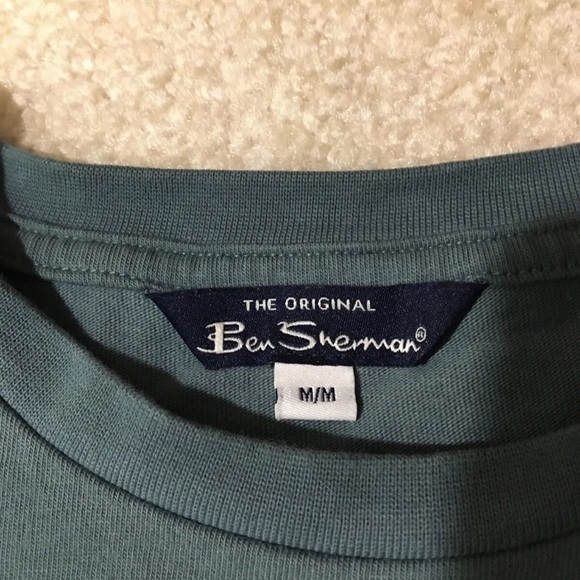 THE ORIGINAL
Ben Sherman®
M/M